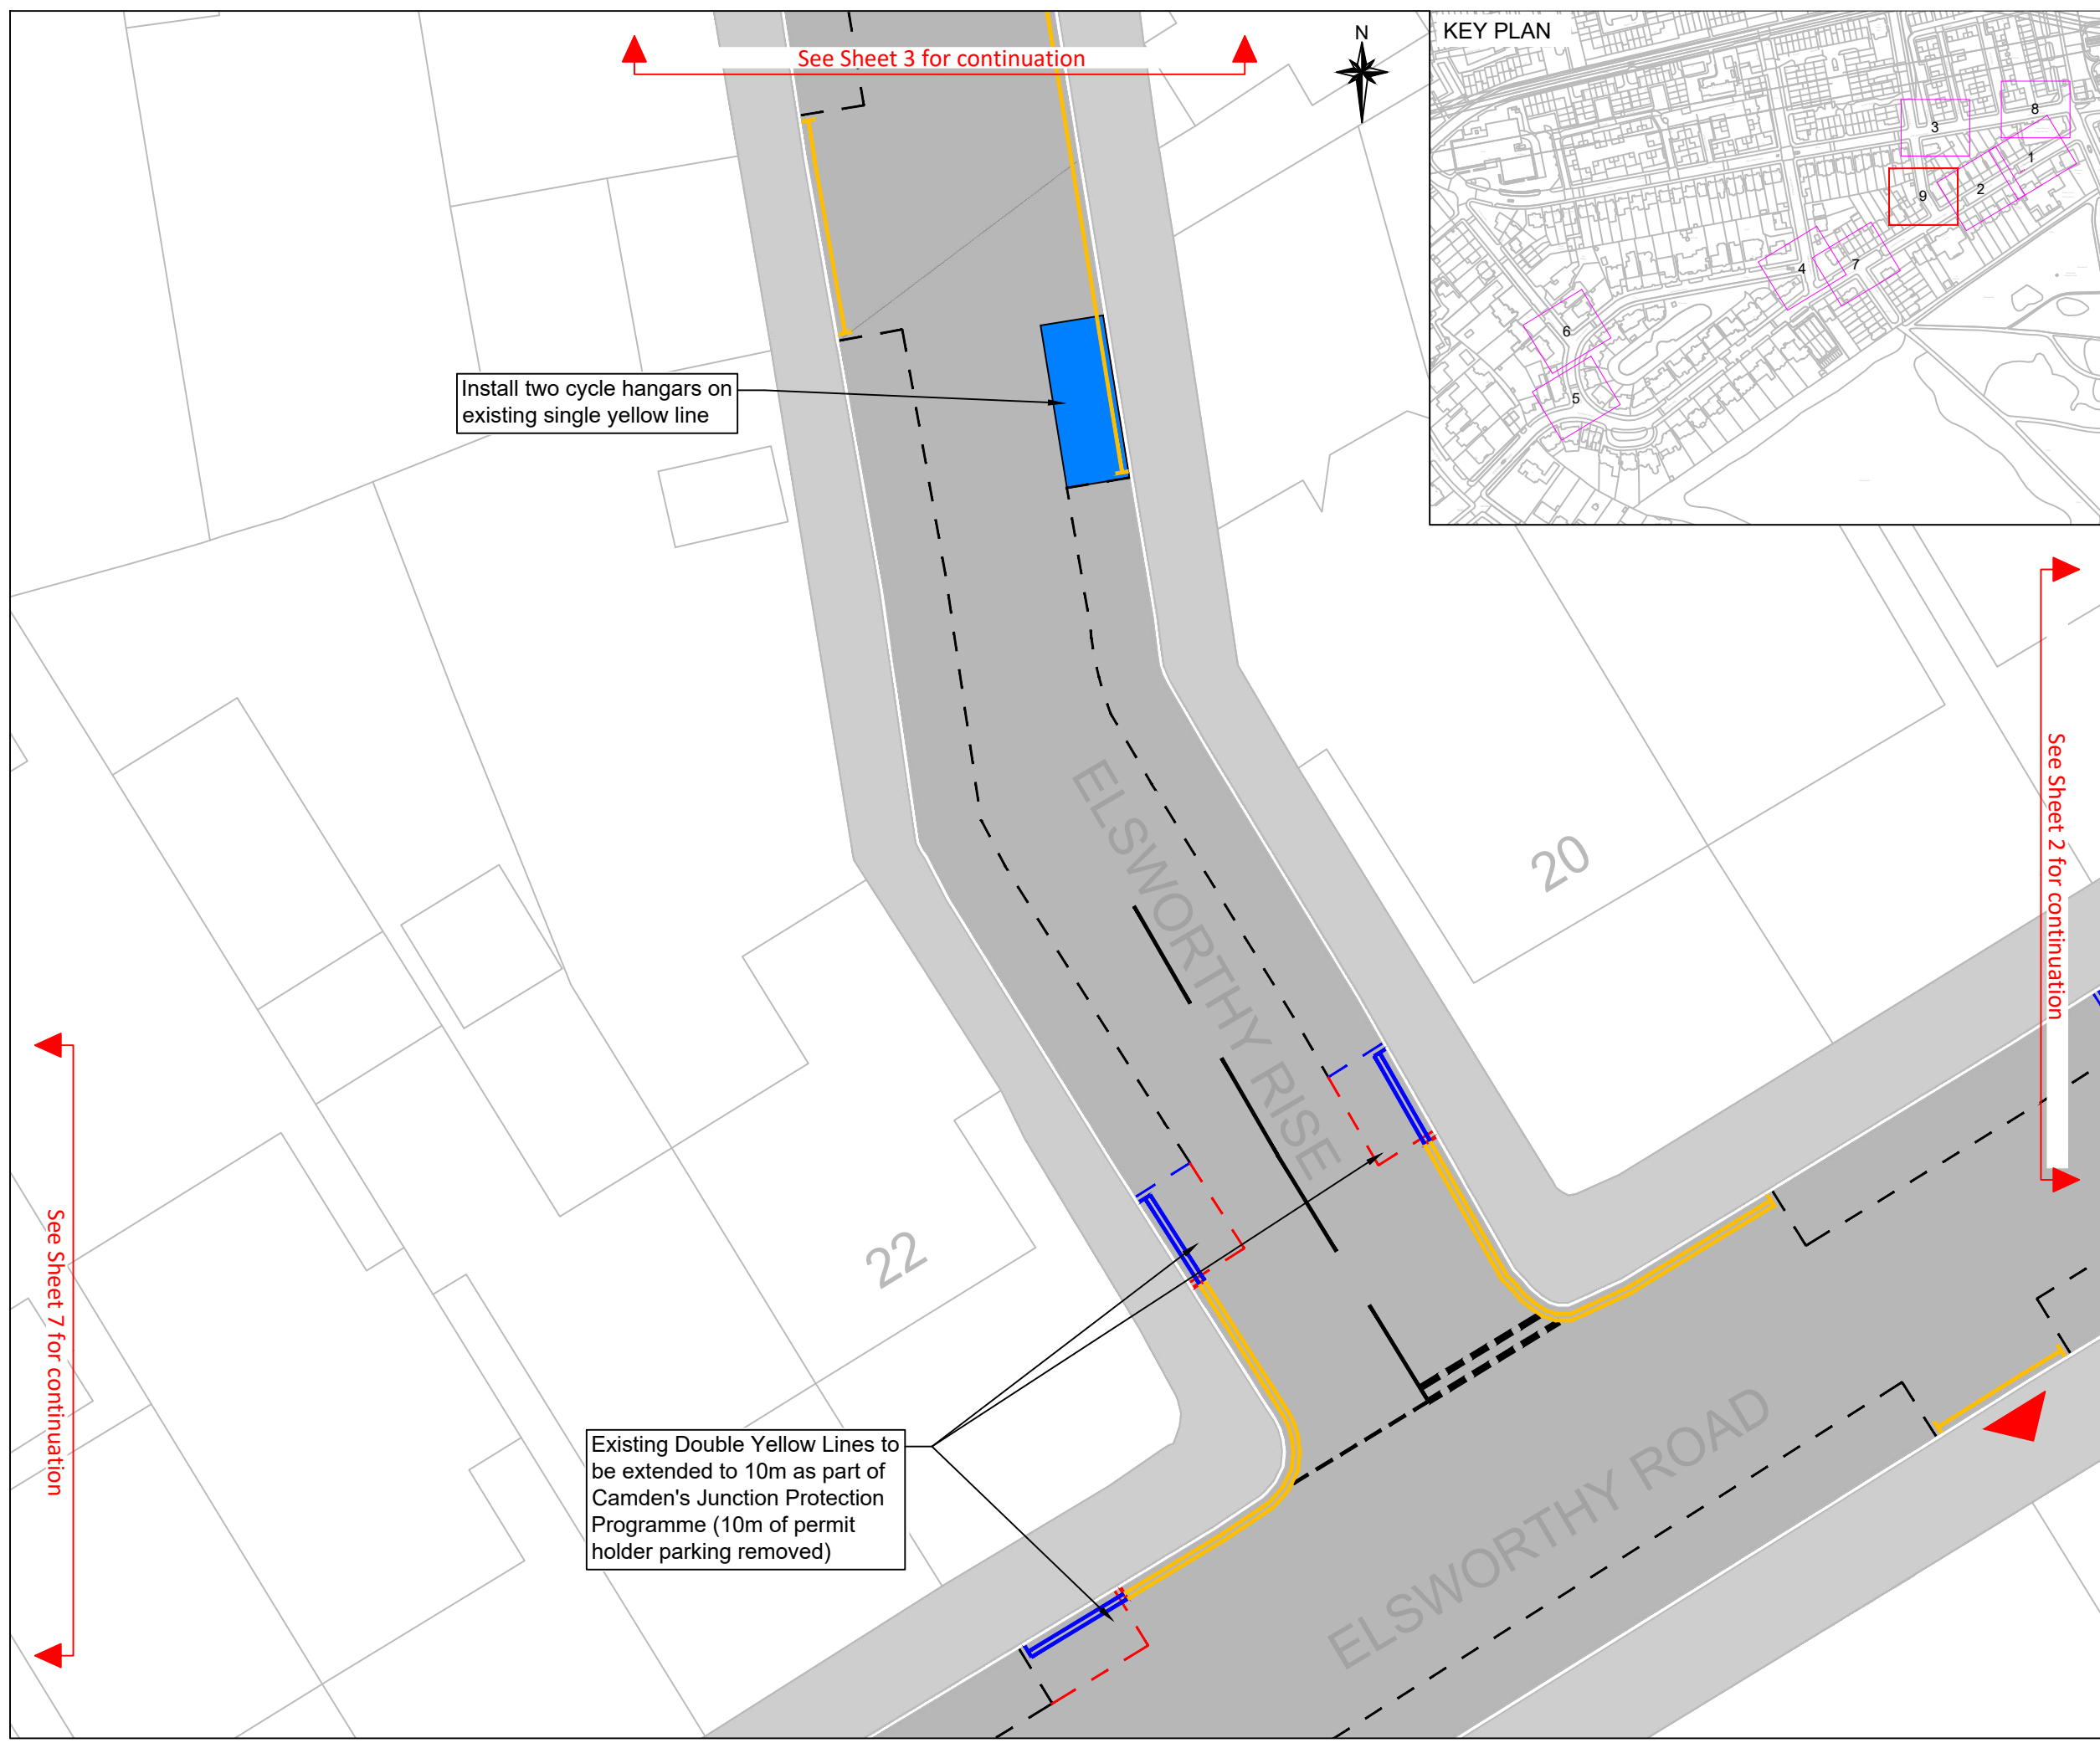 See Sheet 3 for continuation
N
KEY PLAN
8
3
1
2
9
4
7
6
5
Install two cycle hangars on
existing single yellow line
See Sheet 2 for continuation
ELSWORTHY RISE
20
22
See Sheet 7 for continuation
Existing Double Yellow Lines to
be extended to 10m as part of
Camden's Junction Protection
Programme (10m of permit
holder parking removed)
ELSWORTHY ROAD